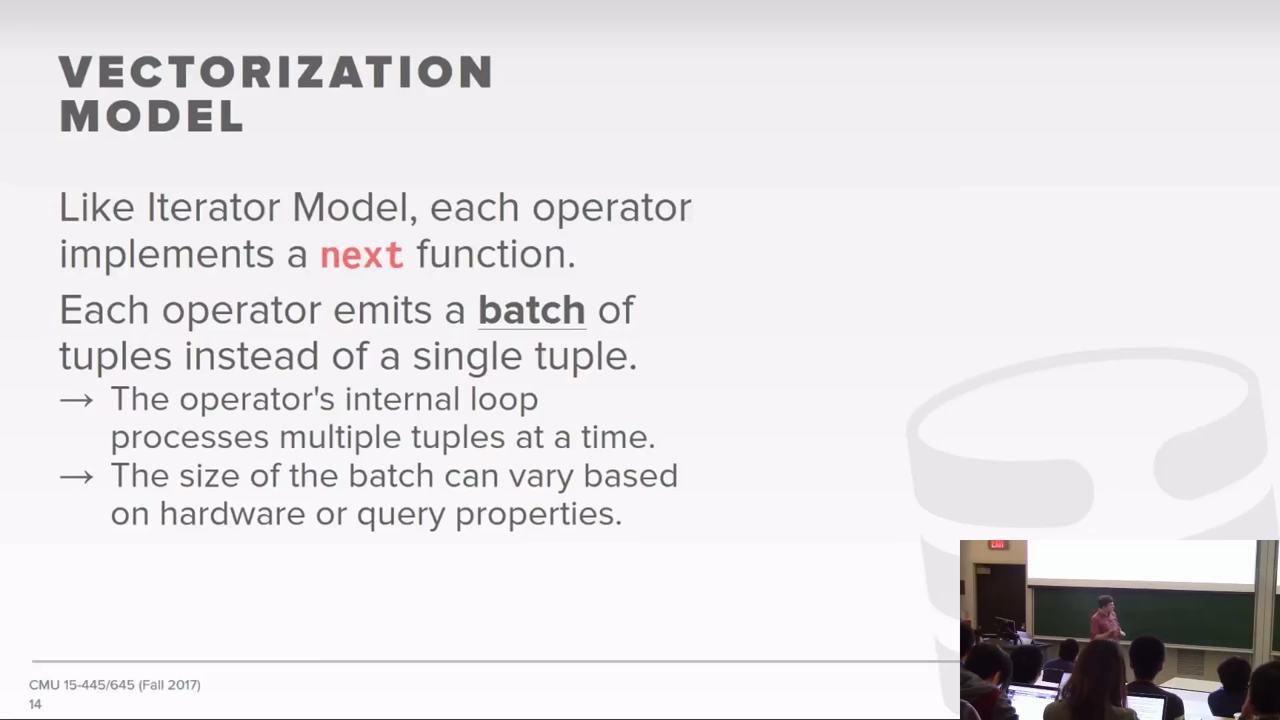 VECTORIZATION
MODEL
Like Iterator Model, each operator
implements a next function.
Each operator emits a batch of
tuples instead of a single tuple.
→ The operator's internal loop
processes multiple tuples at a time.
→ The size of the batch can vary based
on hardware or query properties.
CMU 15-445/645 (Fall 2017)
14
EXIT